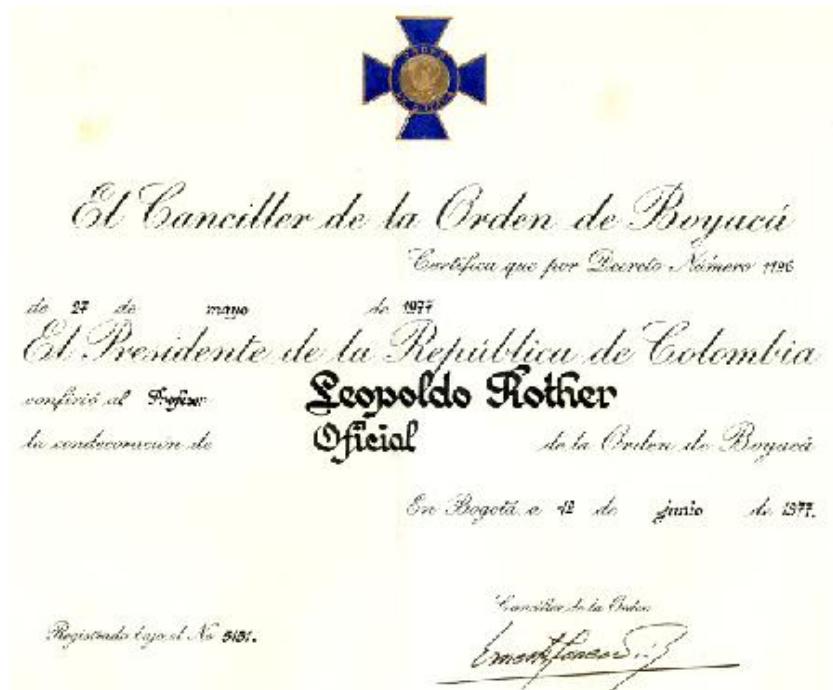 El Canciller de la Orden de Boyacá
Certifica que por Decreto Número 1196
de 27 de mayo de 1977
El Presidente de la República de Colombia
confirió al Profesor Leopoldo Rother
la condecoración de Oficial de la Orden de Boyacá
En Bogotá a 12 de junio de 1977.
Canciller de la Orden
Registrado bajo el No 5131.